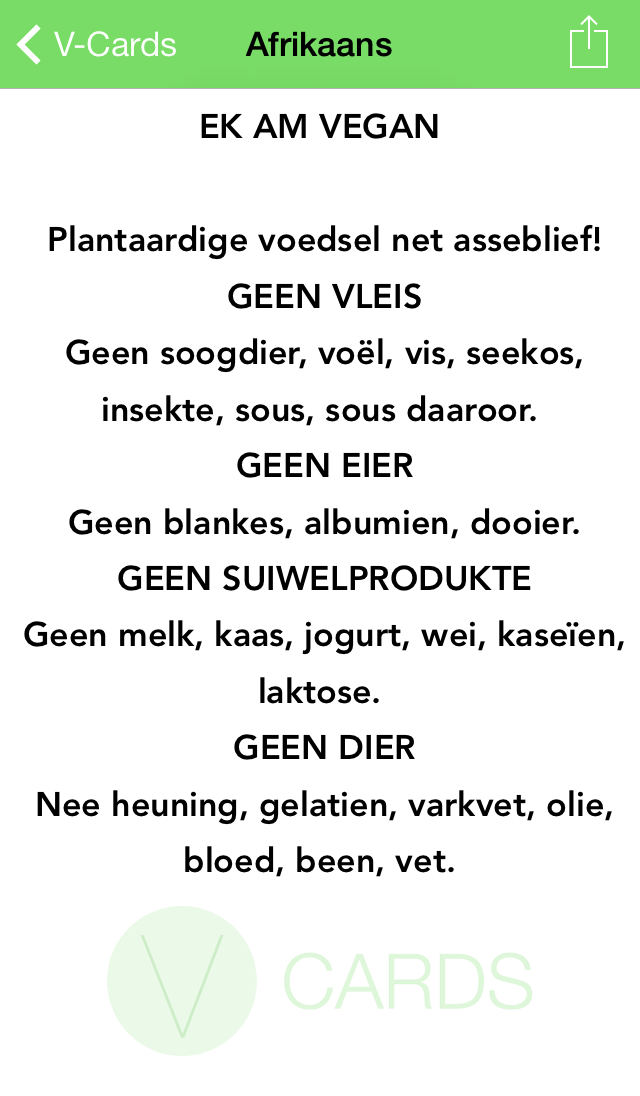 V-Cards
Afrikaans
EK AM VEGAN
Plantaardige voedsel net asseblief!
GEEN VLEIS
Geen soogdier, voël, vis, seekos,
insekte, sous, sous daaroor.
GEEN EIER
Geen blankes, albumien, dooier.
GEEN SUIWELPRODUKTE
Geen melk, kaas, jogurt, wei, kaseïen,
laktose.
GEEN DIER
Nee heuning, gelatien, varkvet, olie,
bloed, been, vet.
V CARDS